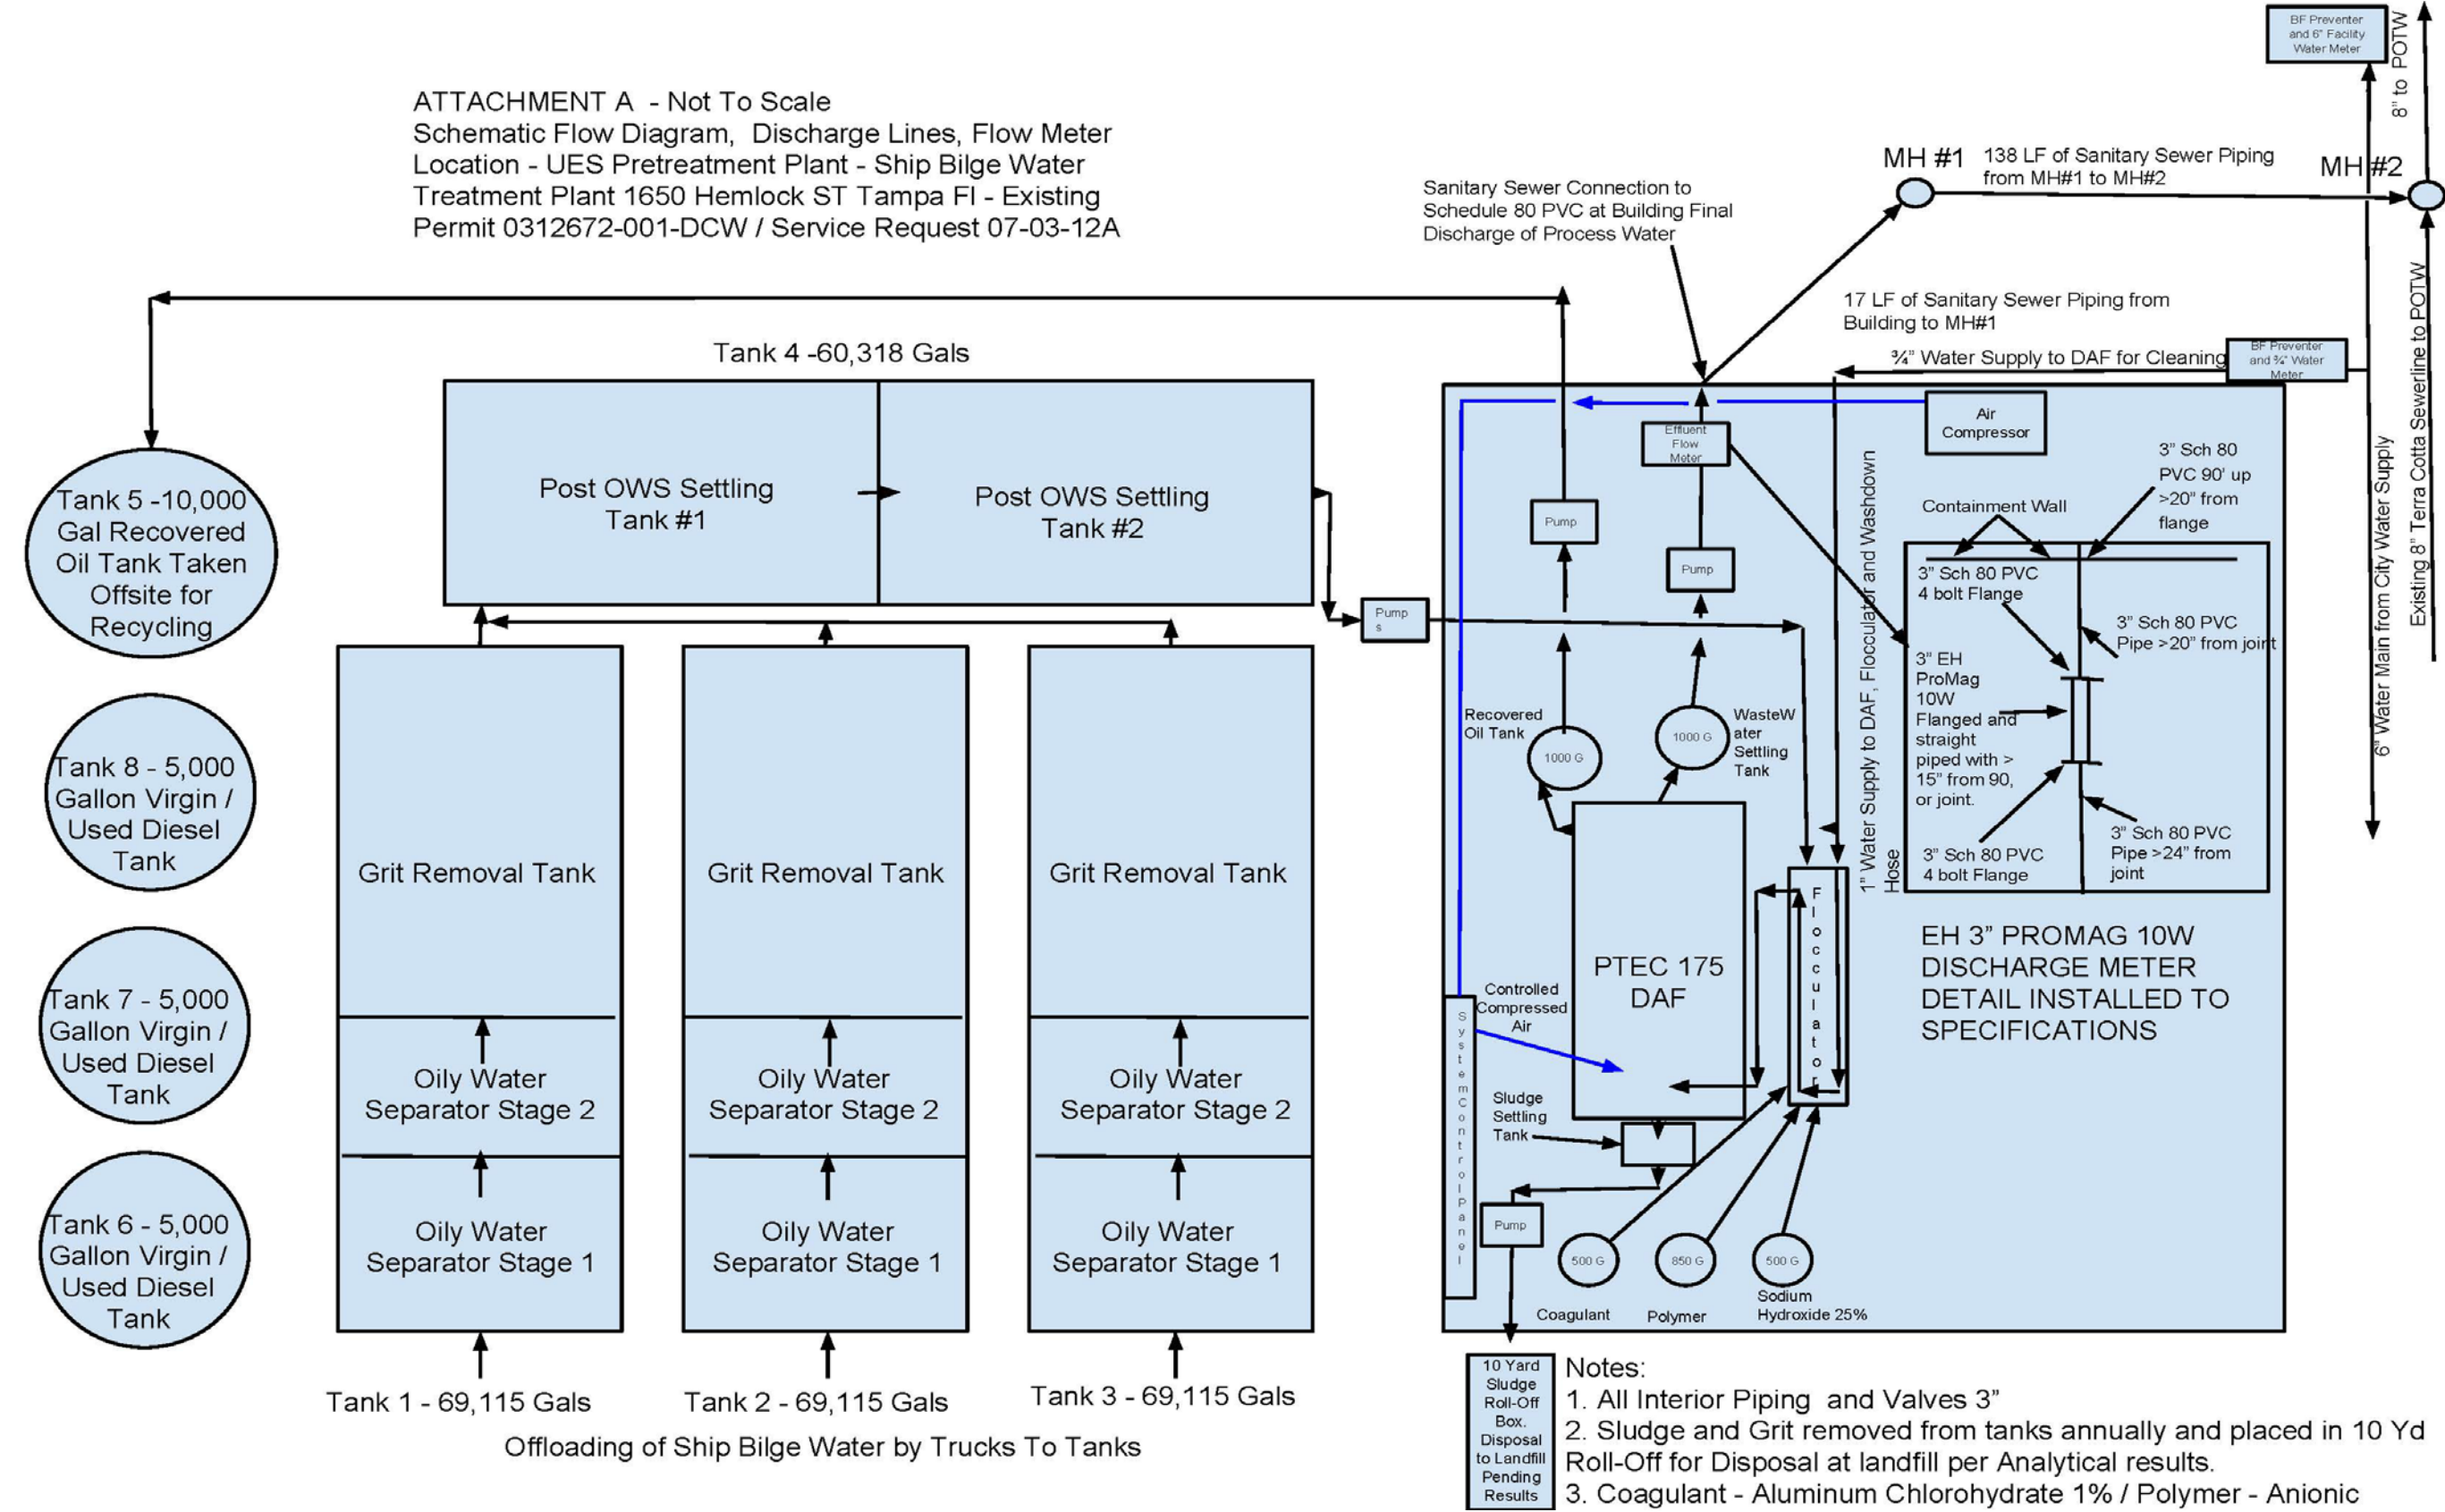 BF Preventer
and 6" Facility
Water Meter
8" to POTW
ATTACHMENT A - Not To Scale
Schematic Flow Diagram, Discharge Lines, Flow Meter
Location - UES Pretreatment Plant - Ship Bilge Water
Treatment Plant 1650 Hemlock ST Tampa Fl - Existing
Permit 0312672-001-DCW / Service Request 07-03-12A
MH #1
138 LF of Sanitary Sewer Piping
from MH#1 to MH#2
MH #2
Sanitary Sewer Connection to
Schedule 80 PVC at Building Final
Discharge of Process Water
17 LF of Sanitary Sewer Piping from
Building to MH#1
¾" Water Supply to DAF for Cleaning
BF Preventer
and ¾" Water
Meter
Existing 8" Terra Cotta Sewerline to POTW
6" Water Main from City Water Supply
Tank 4 -60,318 Gals
Post OWS Settling
Tank #1
Post OWS Settling
Tank #2
Tank 5 -10,000
Gal Recovered
Oil Tank Taken
Offsite for
Recycling
Tank 8 - 5,000
Gallon Virgin /
Used Diesel
Tank
Tank 7 - 5,000
Gallon Virgin /
Used Diesel
Tank
Tank 6 - 5,000
Gallon Virgin /
Used Diesel
Tank
Grit Removal Tank
Grit Removal Tank
Grit Removal Tank
Oily Water
Separator Stage 2
Oily Water
Separator Stage 2
Oily Water
Separator Stage 2
Oily Water
Separator Stage 1
Oily Water
Separator Stage 1
Oily Water
Separator Stage 1
Tank 1 - 69,115 Gals
Tank 2 - 69,115 Gals
Tank 3 - 69,115 Gals
Offloading of Ship Bilge Water by Trucks To Tanks
Pump
s
Effluent
Flow
Meter
Air
Compressor
Pump
Pump
1" Water Supply to DAF, Flocculator and Washdown
Hose
Recovered
Oil Tank
1000 G
1000 G
WasteW
ater
Settling
Tank
3" Sch 80
PVC 90' up
>20" from
flange
Containment Wall
3" Sch 80 PVC
4 bolt Flange
3" Sch 80 PVC
Pipe >20" from joint
3" EH
ProMag
10W
Flanged and
straight
piped with >
15" from 90,
or joint.
3" Sch 80 PVC
4 bolt Flange
3" Sch 80 PVC
Pipe >24" from
joint
EH 3" PROMAG 10W
DISCHARGE METER
DETAIL INSTALLED TO
SPECIFICATIONS
PTEC 175
DAF
Flocculator
Controlled
Compressed
Air
System Control Panel
Sludge
Settling
Tank
Pump
500 G
850 G
500 G
Coagulant
Polymer
Sodium
Hydroxide 25%
10 Yard
Sludge
Roll-Off
Box.
Disposal
to Landfill
Pending
Results
Notes:
1. All Interior Piping and Valves 3"
2. Sludge and Grit removed from tanks annually and placed in 10 Yd
Roll-Off for Disposal at landfill per Analytical results.
3. Coagulant - Aluminum Chlorohydrate 1% / Polymer - Anionic